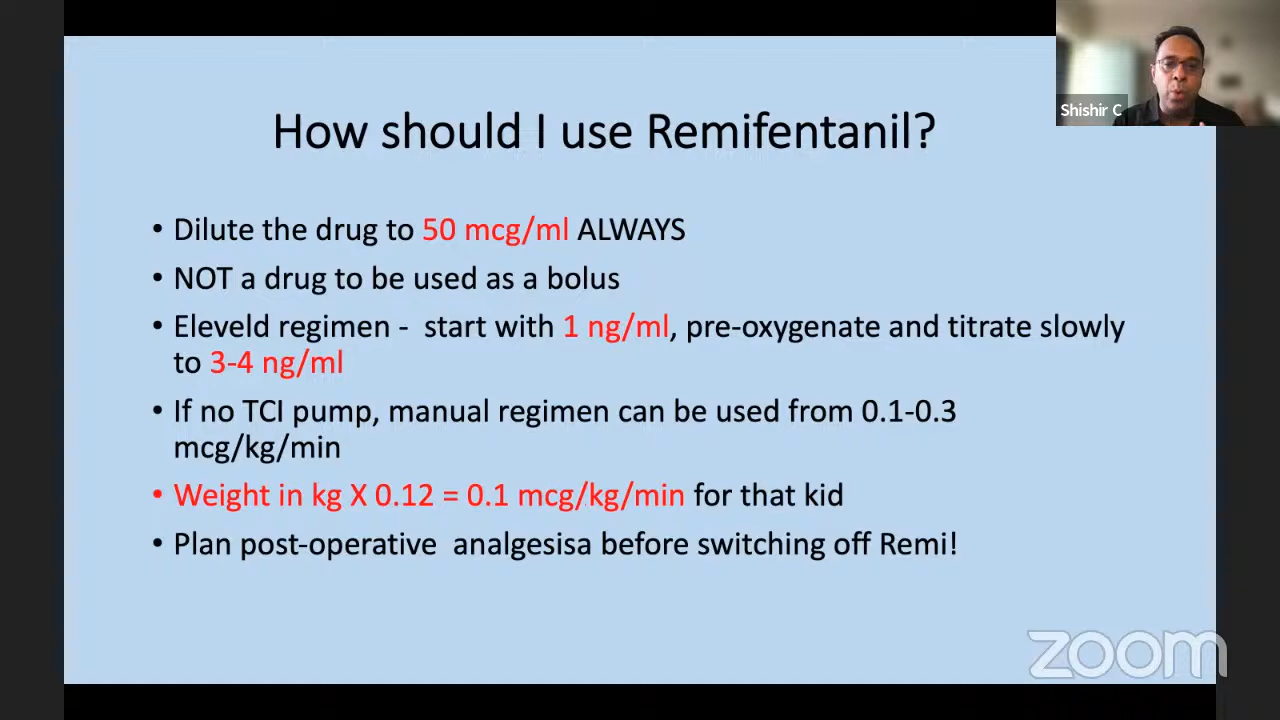 Shishir C
How should I use Remifentanil?
• Dilute the drug to 50 mcg/ml ALWAYS
• NOT a drug to be used as a bolus
• Eleveld regimen - start with 1 ng/ml, pre-oxygenate and titrate slowly
to 3-4 ng/ml
• If no TCI pump, manual regimen can be used from 0.1-0.3
mcg/kg/min
• Weight in kg X 0.12 = 0.1 mcg/kg/min for that kid
• Plan post-operative analgesisa before switching off Remi!
zoom